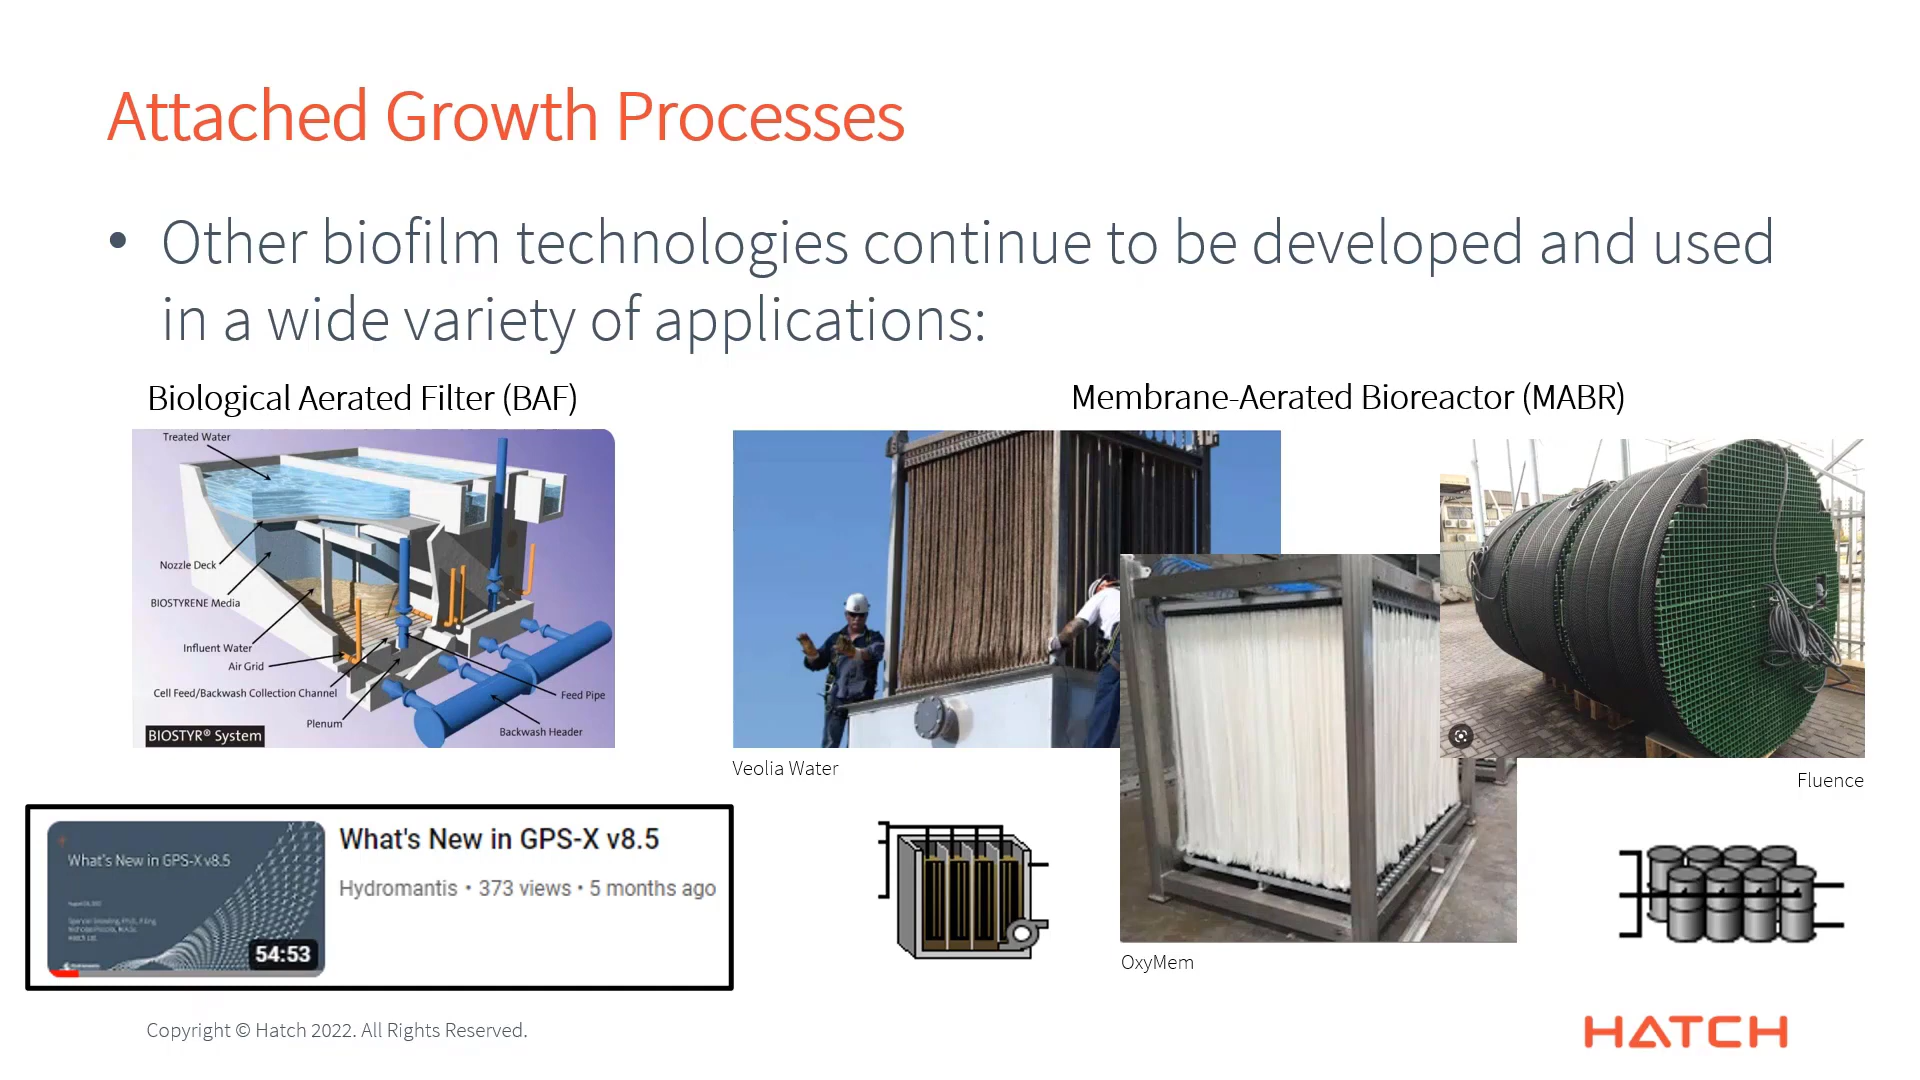 Attached Growth Processes
• Other biofilm technologies continue to be developed and used
in a wide variety of applications:
Biological Aerated Filter (BAF)
Membrane-Aerated Bioreactor (MABR)
Treated Water
Nozzle Deck
BIOSTYRENE Media
Influent Water
Air Grid
Cell Feed/Backwash Collection Channel
Plenum
Feed Pipe
Backwash Header
BIOSTYR® System
Veolia Water
Fluence
OxyMem
What's New in GPS-X v8.5
54:53
What's New in GPS-X v8.5
Hydromantis • 373 views • 5 months ago
Copyright © Hatch 2022. All Rights Reserved.
HATCH